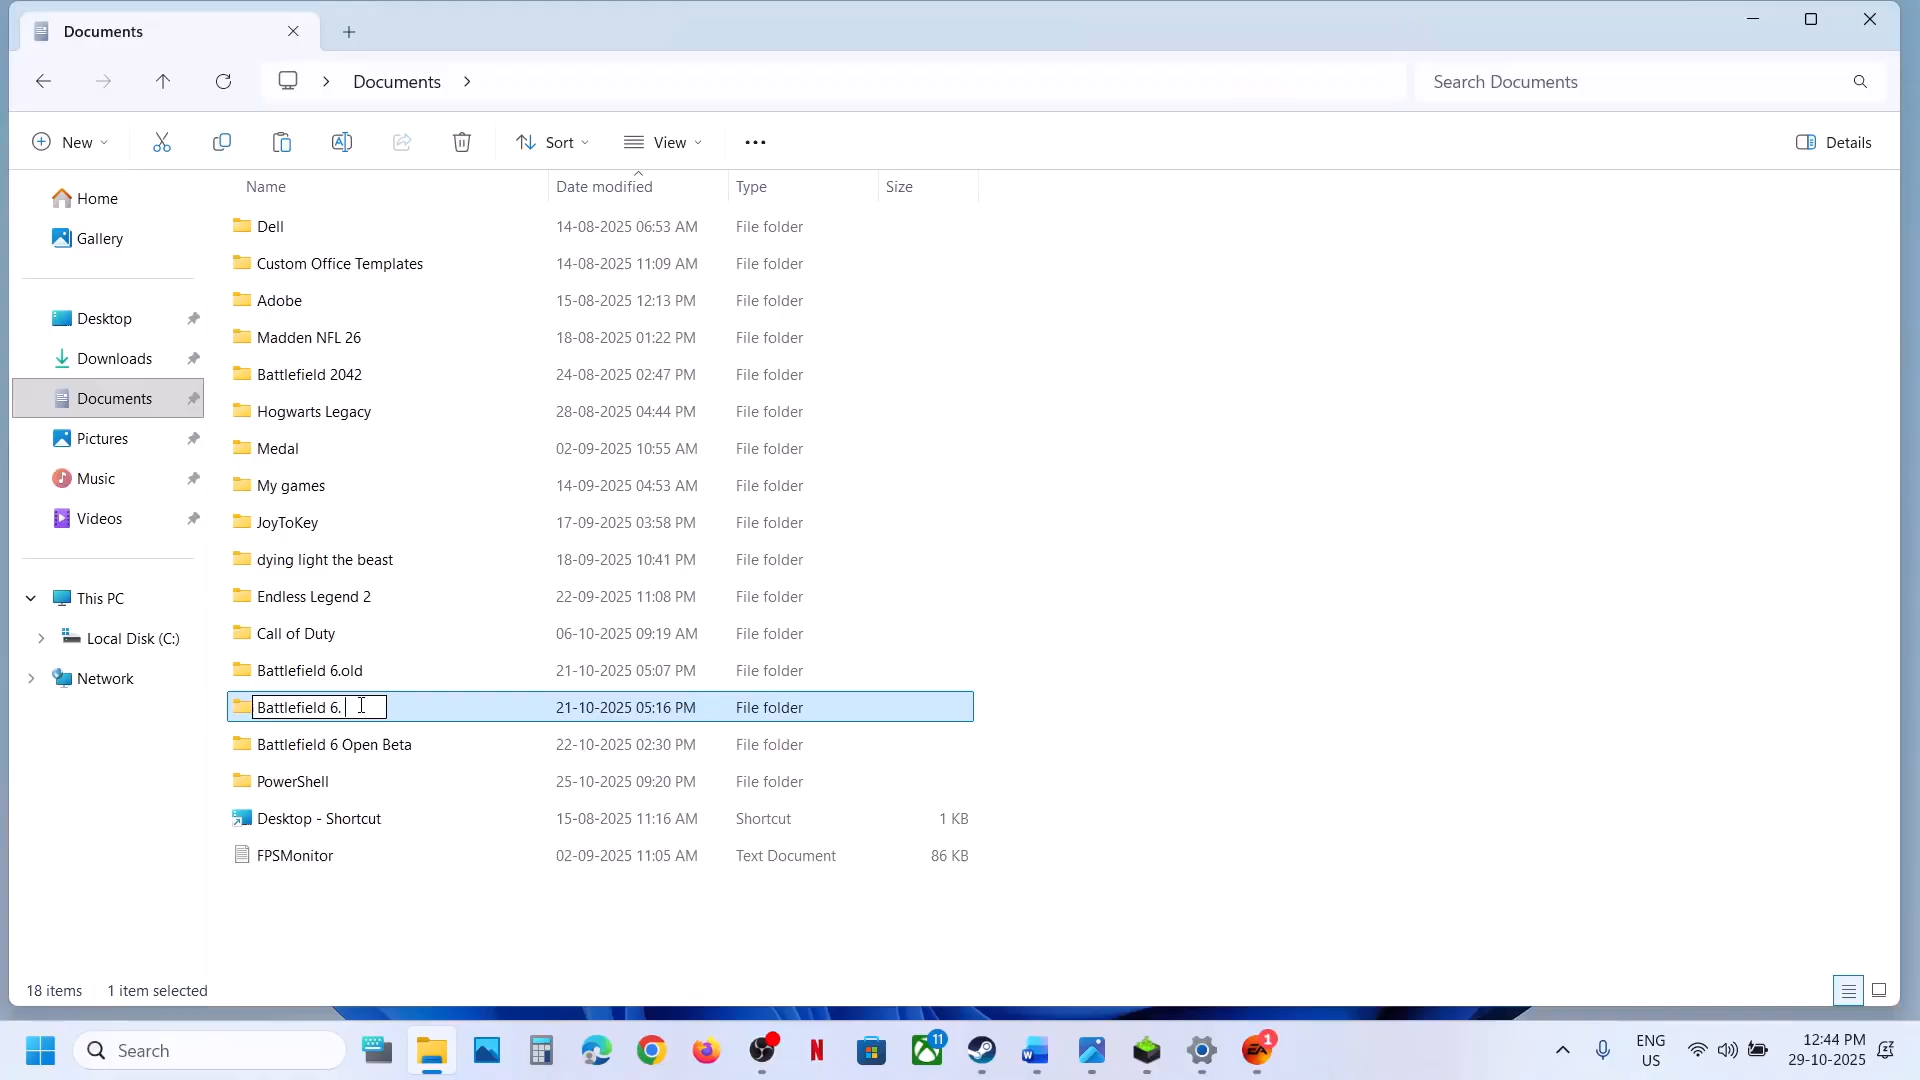 Documents
Documents
Search Documents
New
Sort
View
Details
Name
Date modified
Type
Size
Home
Gallery
Desktop
Downloads
Documents
Pictures
Music
Videos
This PC
Local Disk (C:)
Network
Dell 14-08-2025 06:53 AM File folder
Custom Office Templates 14-08-2025 11:09 AM File folder
Adobe 15-08-2025 12:13 PM File folder
Madden NFL 26 18-08-2025 01:22 PM File folder
Battlefield 2042 24-08-2025 02:47 PM File folder
Hogwarts Legacy 28-08-2025 04:44 PM File folder
Medal 02-09-2025 10:55 AM File folder
My games 14-09-2025 04:53 AM File folder
JoyToKey 17-09-2025 03:58 PM File folder
dying light the beast 18-09-2025 10:41 PM File folder
Endless Legend 2 22-09-2025 11:08 PM File folder
Call of Duty 06-10-2025 09:19 AM File folder
Battlefield 6.old 21-10-2025 05:07 PM File folder
Battlefield 6. 21-10-2025 05:16 PM File folder
Battlefield 6 Open Beta 22-10-2025 02:30 PM File folder
PowerShell 25-10-2025 09:20 PM File folder
Desktop - Shortcut 15-08-2025 11:16 AM Shortcut 1 KB
FPSMonitor 02-09-2025 11:05 AM Text Document 86 KB
18 items 1 item selected
Search
N
11
W
EA
1
ENG
US
12:44 PM
29-10-2025